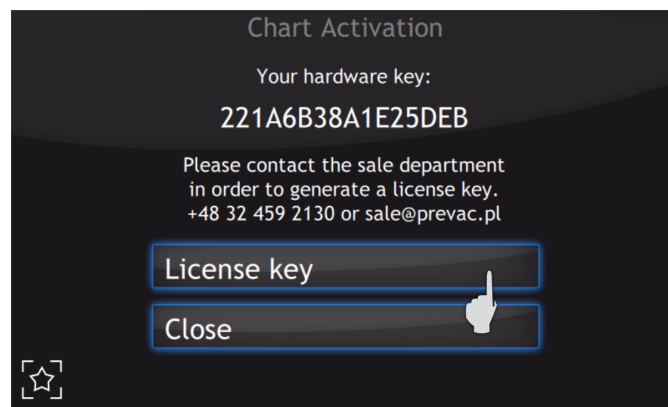 Chart Activation
Your hardware key:
221A6B38A1E25DEB
Please contact the sale department
in order to generate a license key.
+48 32 459 2130 or sale@prevac.pl
License key
Close